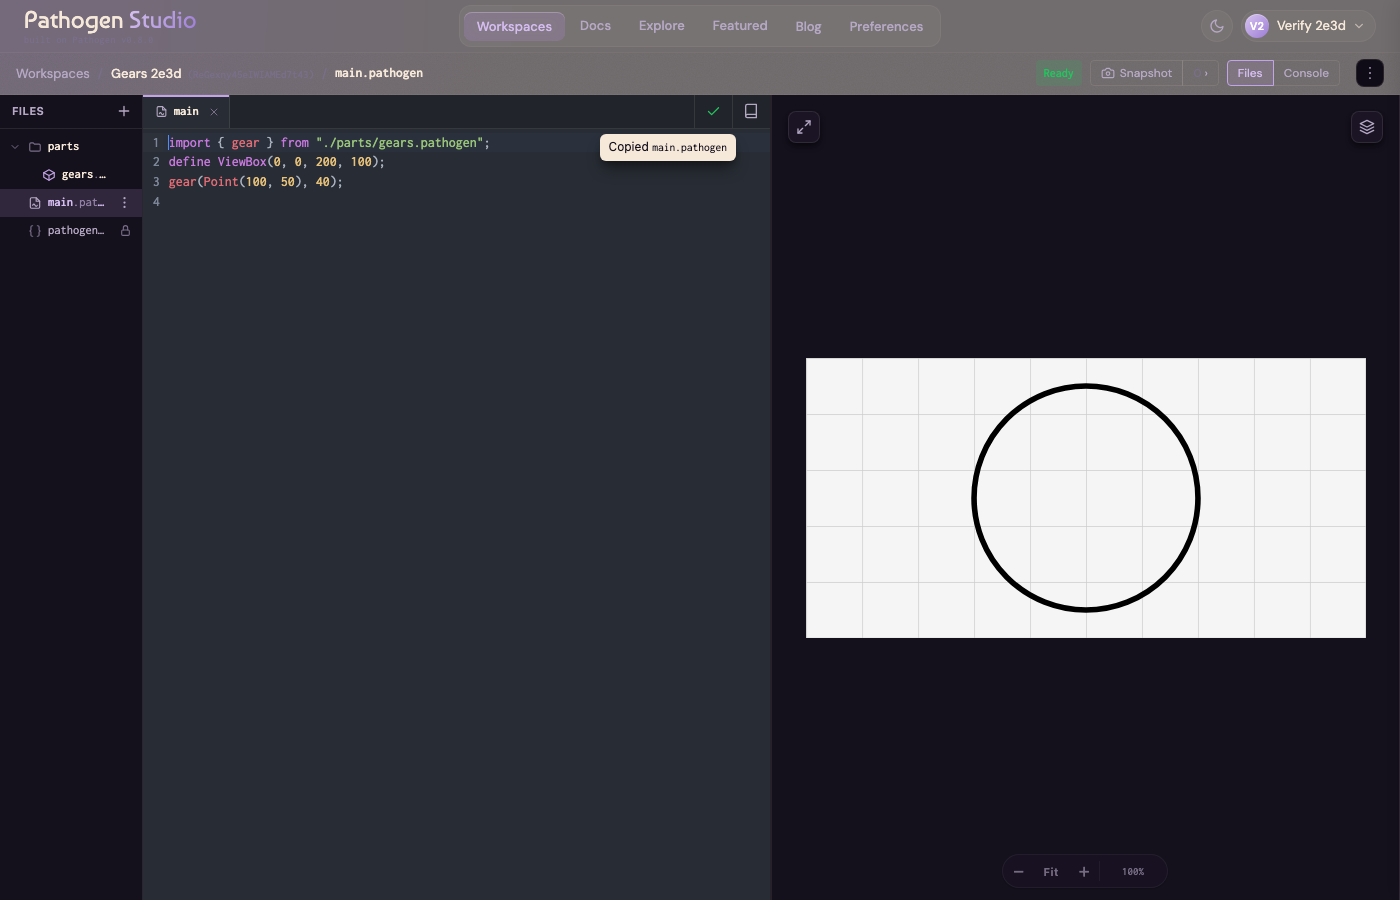 Pathogen Studio
Workspaces Docs Explore Featured Blog Preferences
V2 Verify 2e3d
Workspaces / Gears 2e3d / main.pathogen
Ready Snapshot Files Console
FILES
main
parts
gears.…
main.pat…
pathogen…
1 import { gear } from "./parts/gears.pathogen";
2 define ViewBox(0, 0, 200, 100);
3 gear(Point(100, 50), 40);
4
Copied main.pathogen
Fit 100%